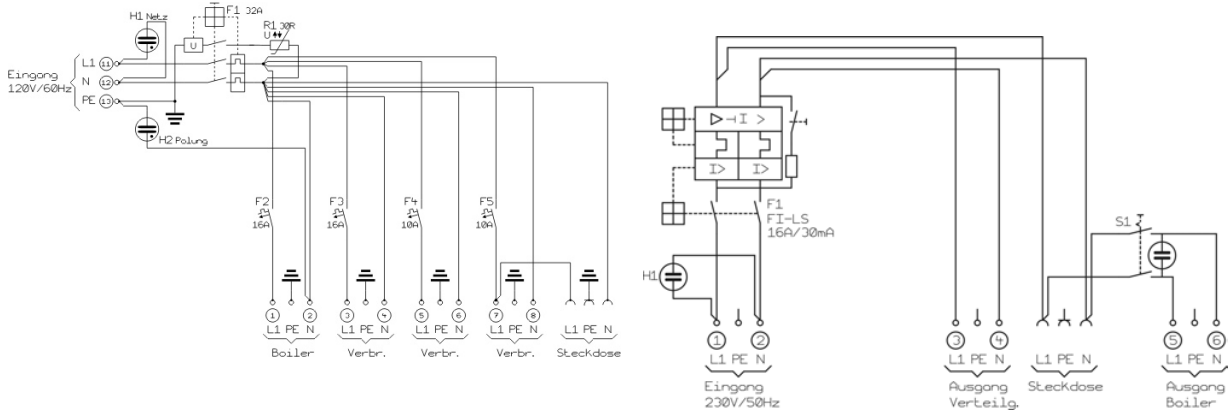 H1 Netz
F1 32A
R1 30R
U
U
L1 11
Eingang
120V/60Hz
N 12
PE 13
H2 Polung
F2
16A
F3
16A
F4
10A
F5
10A
1 2 3 4 5 6 7 8
L1 PE N L1 PE N L1 PE N L1 PE N L1 PE N
Boiler Verbr. Verbr. Verbr. Steckdose
I >
I> I>
F1
FI-LS
16A/30mA
S1
H1
1 2 3 4 5 6
L1 PE N L1 PE N L1 PE N L1 PE N
Eingang
230V/50Hz
Ausgang
Verteilg.
Steckdose
Ausgang
Boiler